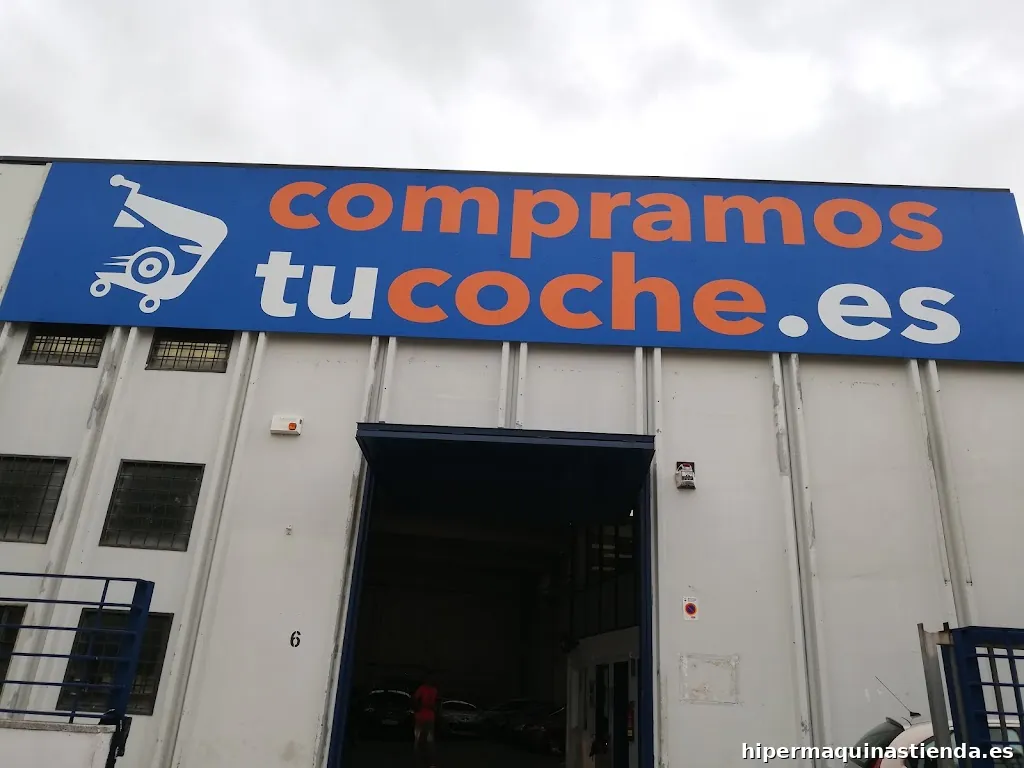 compramos
tucoche.es
6
hipermaquinastienda.es